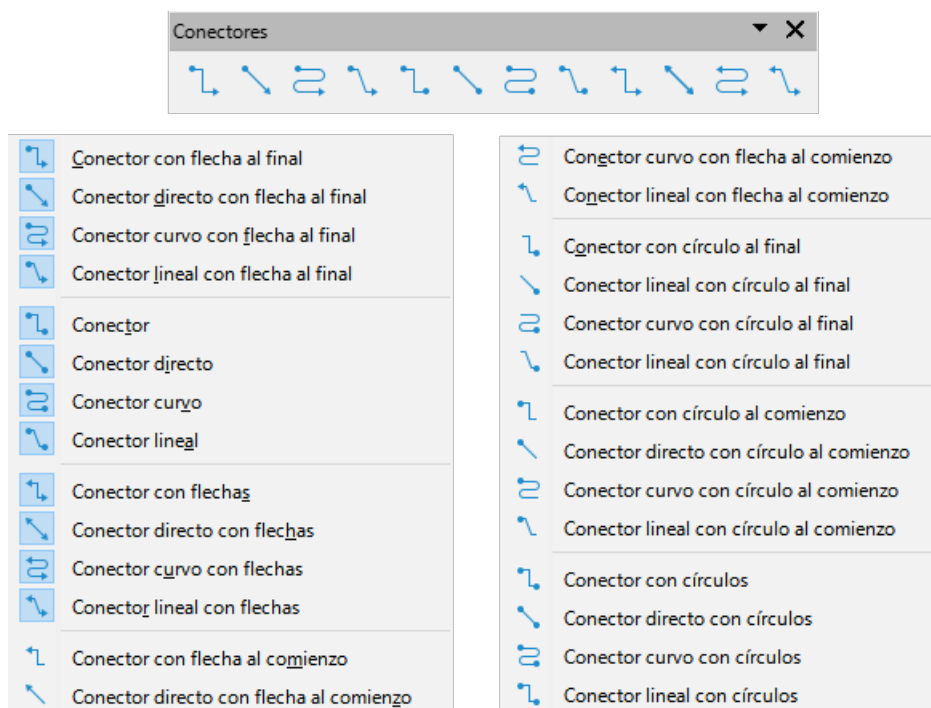 Conectores
Conector con flecha al final
Conector directo con flecha al final
Conector curvo con flecha al final
Conector lineal con flecha al final
Conector
Conector directo
Conector curvo
Conector lineal
Conector con flechas
Conector directo con flechas
Conector curvo con flechas
Conector lineal con flechas
Conector con flecha al comienzo
Conector directo con flecha al comienzo
Conector curvo con flecha al comienzo
Conector lineal con flecha al comienzo
Conector con círculo al final
Conector lineal con círculo al final
Conector curvo con círculo al final
Conector lineal con círculo al final
Conector con círculo al comienzo
Conector directo con círculo al comienzo
Conector curvo con círculo al comienzo
Conector lineal con círculo al comienzo
Conector con círculos
Conector directo con círculos
Conector curvo con círculos
Conector lineal con círculos